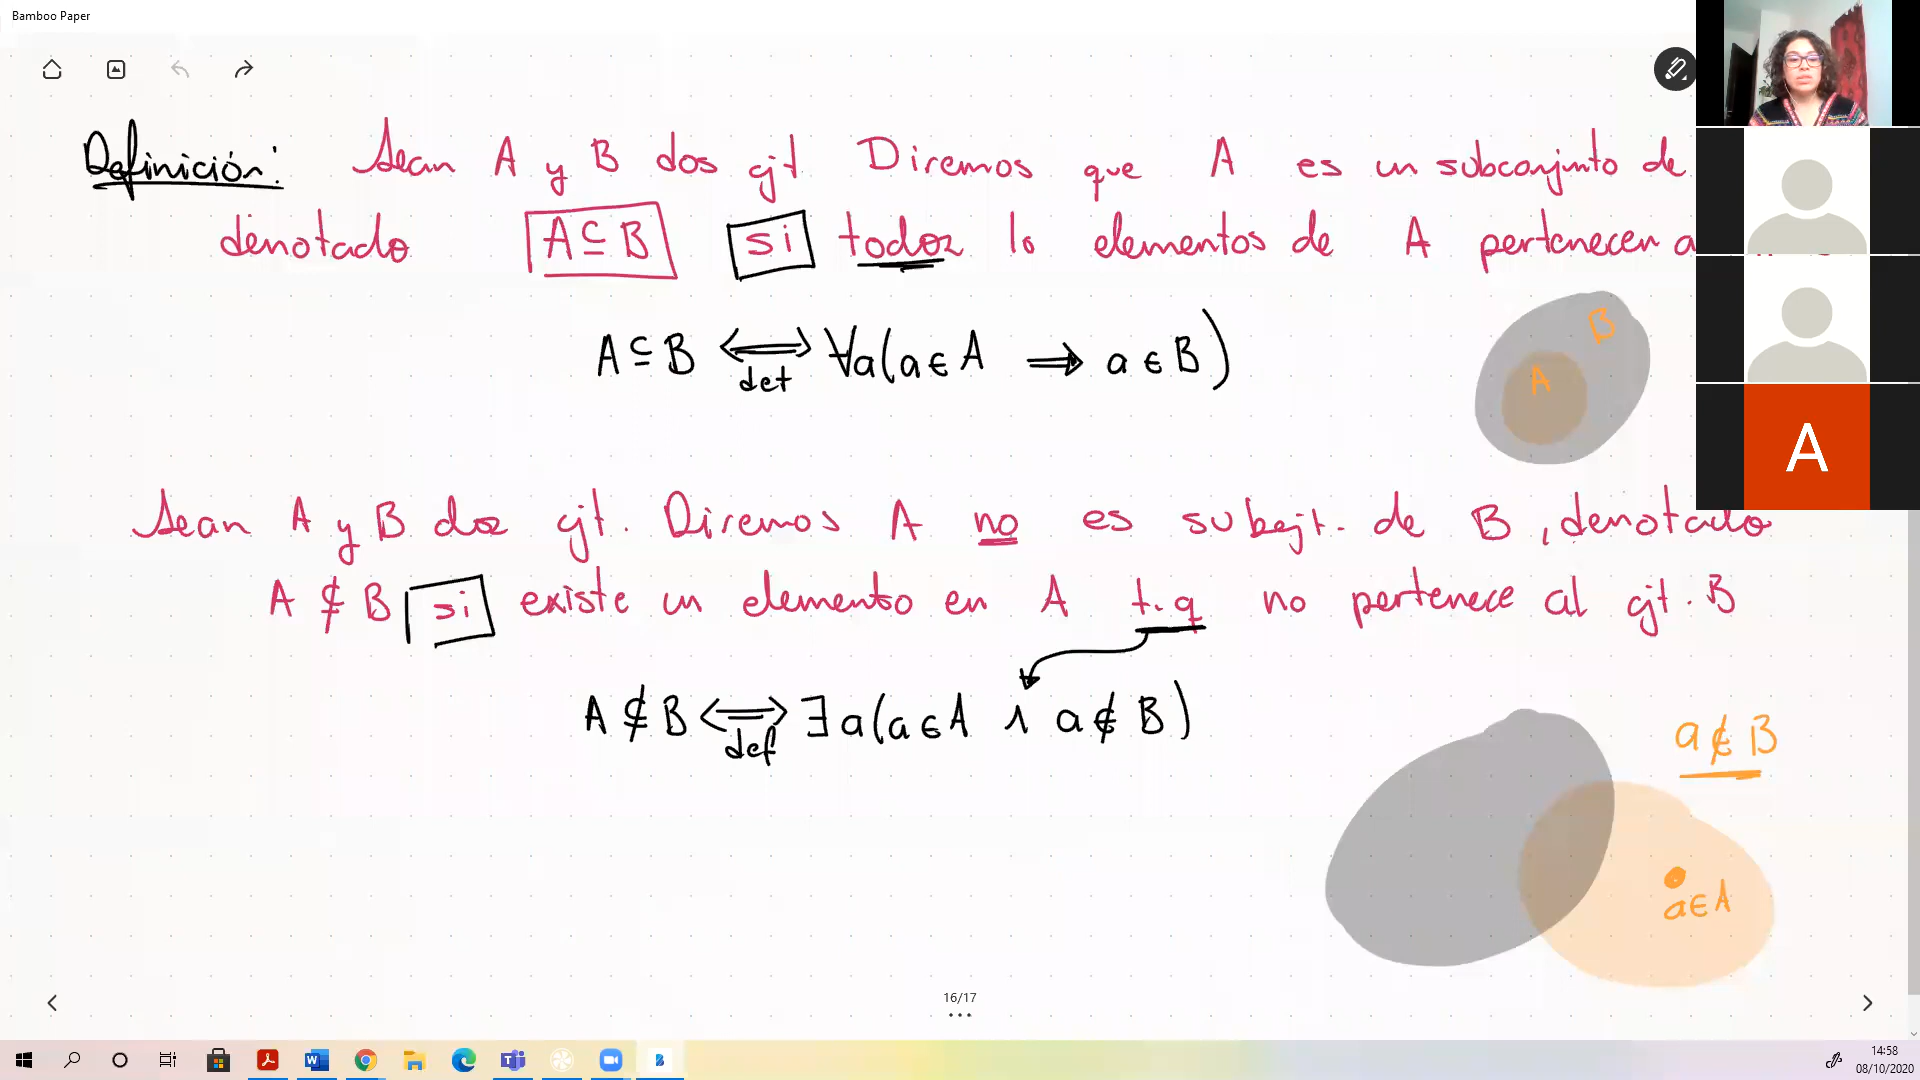 Bamboo Paper
Definición: Sean A y B dos cjt Diremos que A es un subconjunto de
denotado A ⊆ B si todos lo elementos de A pertenecen a
A ⊆ B ⟺ ∀a(a ∈ A ⟹ a ∈ B)
def
B
A
A
Sean A y B dos cjt. Diremos A no es subcjt. de B, denotado
A ⊈ B si existe un elemento en A t.q no pertenece al cjt. B
A ⊈ B ⟺ ∃a(a ∈ A ∧ a ∉ B)
def
a ∉ B
a ∈ A
16/17
14:58
08/10/2020